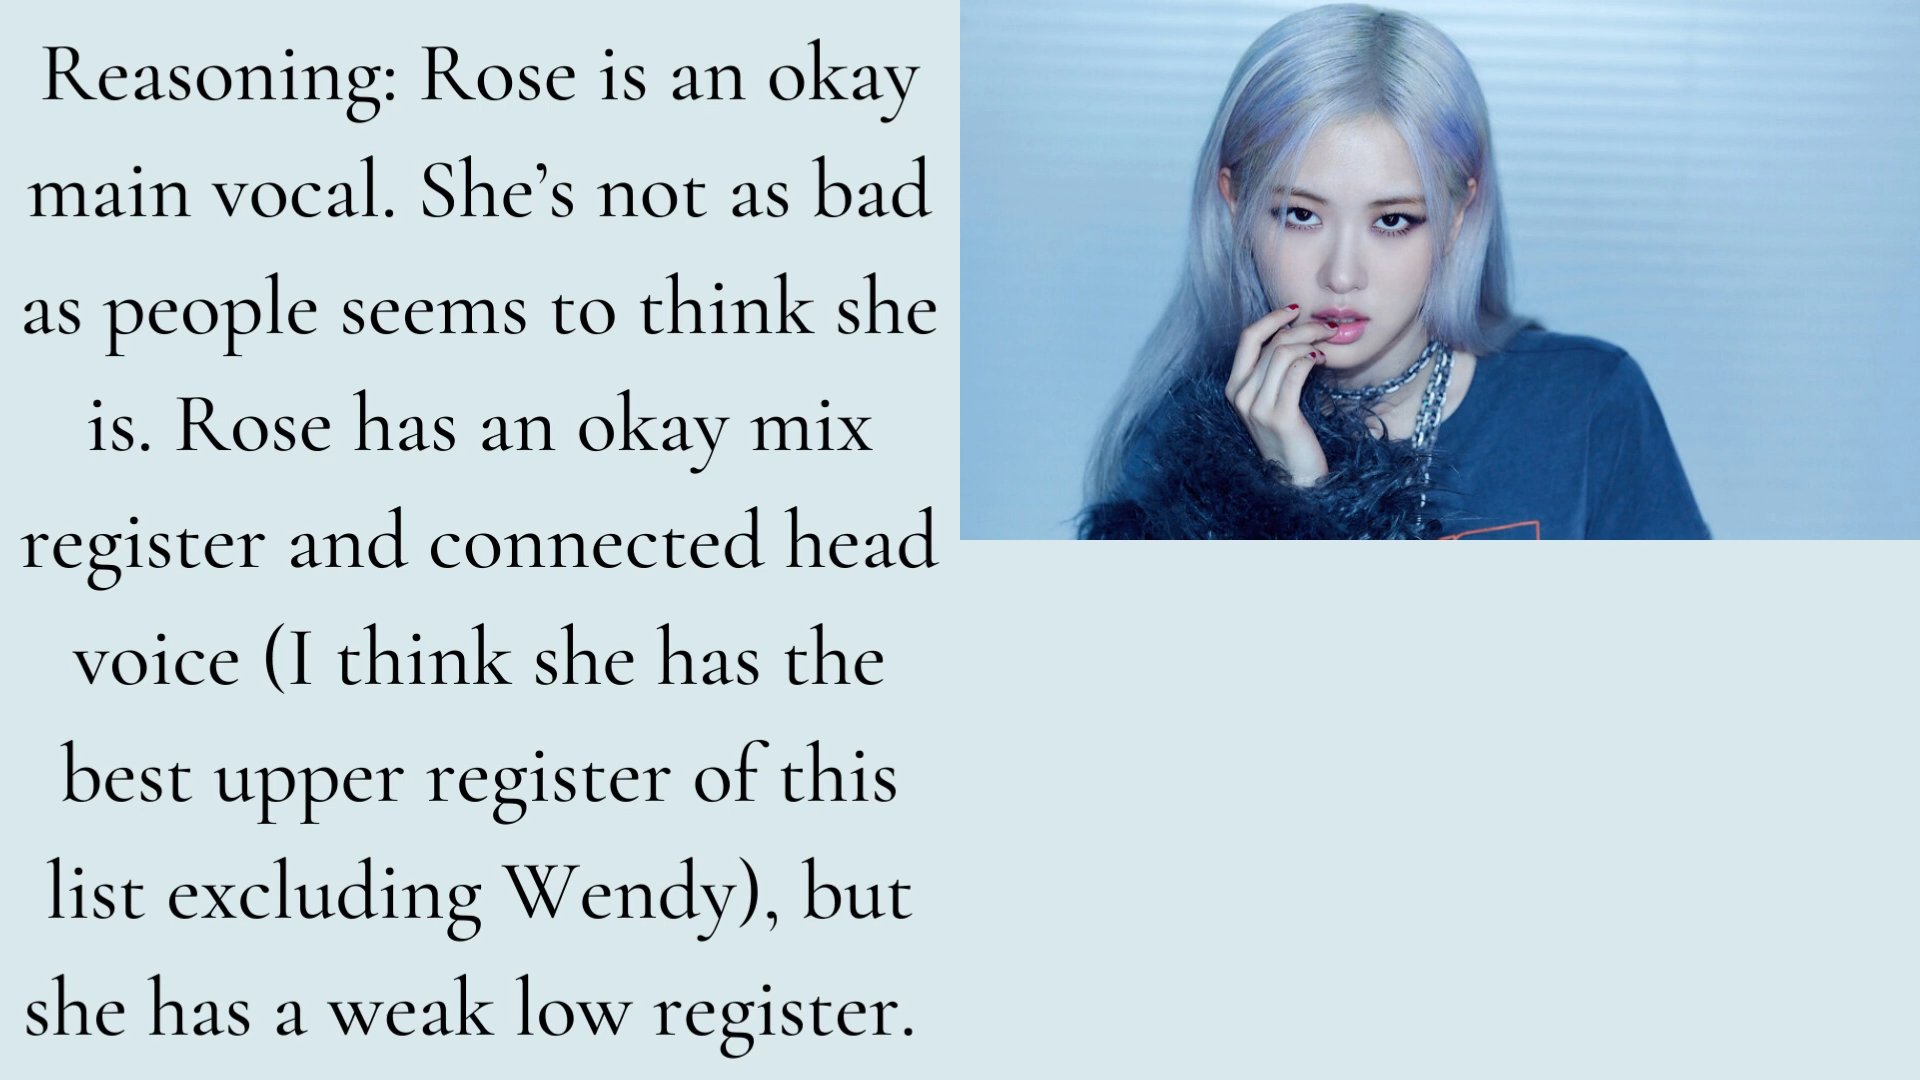 Reasoning: Rose is an okay
main vocal. She’s not as bad
as people seems to think she
is. Rose has an okay mix
register and connected head
voice (I think she has the
best upper register of this
list excluding Wendy), but
she has a weak low register.